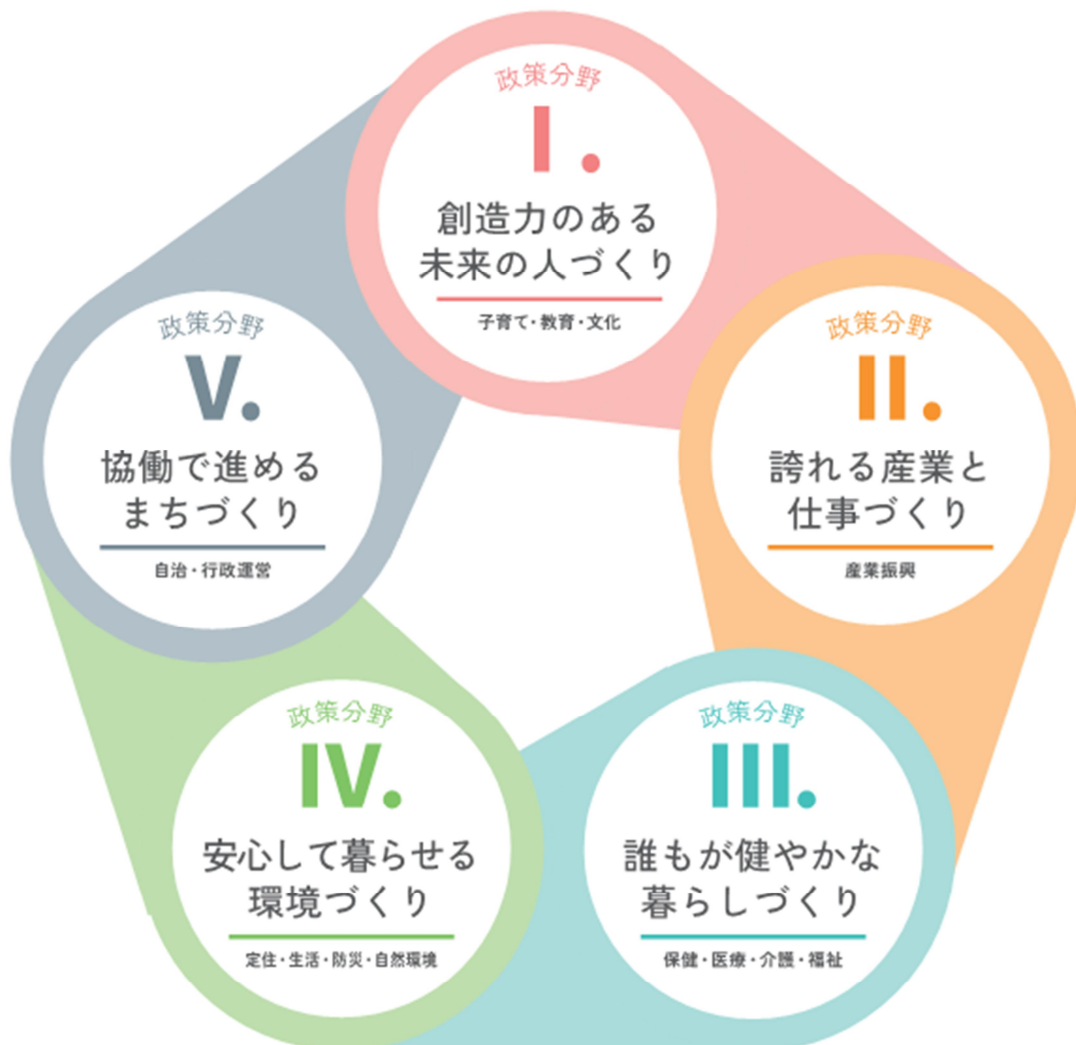 政策分野
I.
創造力のある
未来の人づくり
子育て・教育・文化
政策分野
II.
誇れる産業と
仕事づくり
産業振興
政策分野
III.
誰もが健やかな
暮らしづくり
保健・医療・介護・福祉
政策分野
IV.
安心して暮らせる
環境づくり
定住・生活・防災・自然環境
政策分野
V.
協働で進める
まちづくり
自治・行政運営